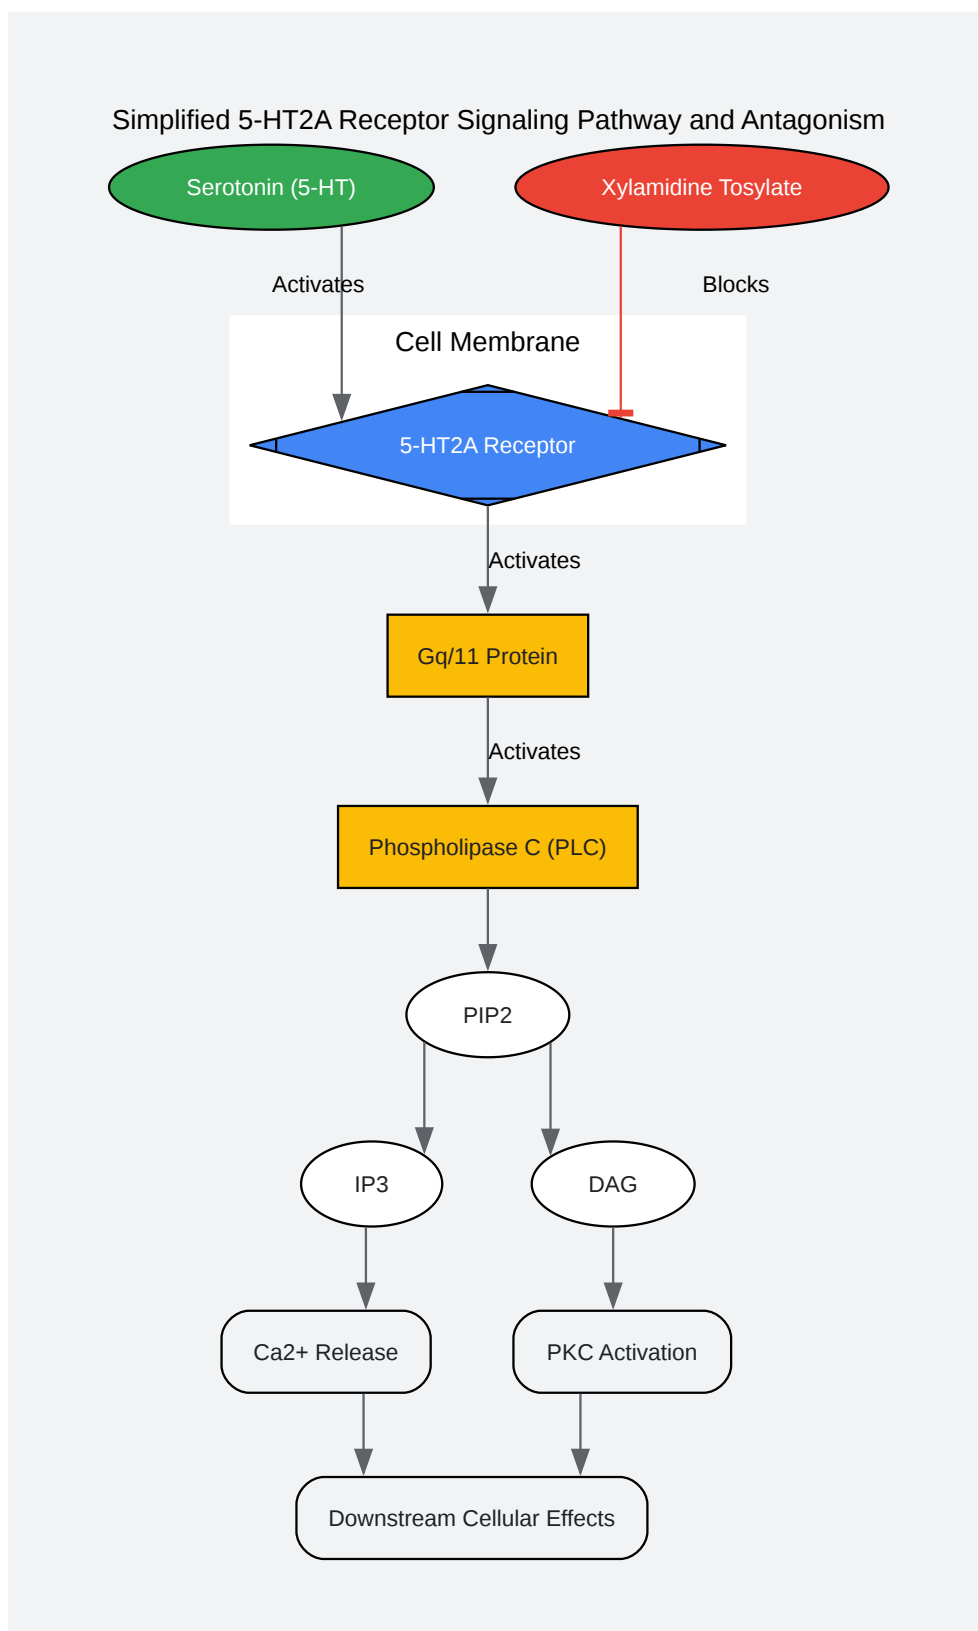 Simplified 5-HT2A Receptor Signaling Pathway and Antagonism
Serotonin (5-HT)
Xylamidine Tosylate
Activates
Blocks
Cell Membrane
5-HT2A Receptor
Activates
Gq/11 Protein
Activates
Phospholipase C (PLC)
PIP2
IP3
DAG
Ca2+ Release
PKC Activation
Downstream Cellular Effects